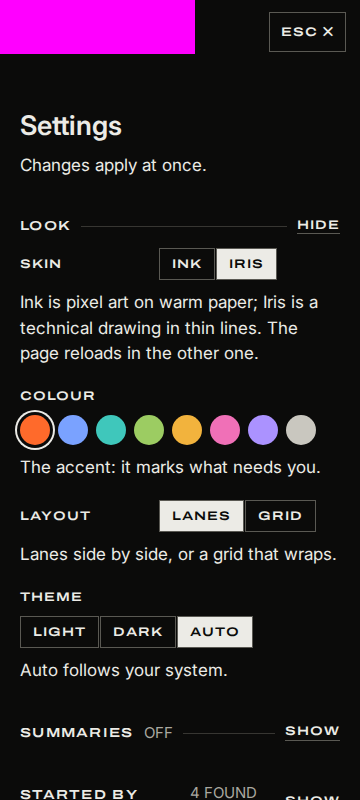 ESC ✕
Settings
Changes apply at once.
LOOK HIDE
SKIN INK IRIS
Ink is pixel art on warm paper; Iris is a
technical drawing in thin lines. The
page reloads in the other one.
COLOUR
The accent: it marks what needs you.
LAYOUT LANES GRID
Lanes side by side, or a grid that wraps.
THEME
LIGHT DARK AUTO
Auto follows your system.
SUMMARIES OFF SHOW
STARTED BY 4 FOUND SHOW